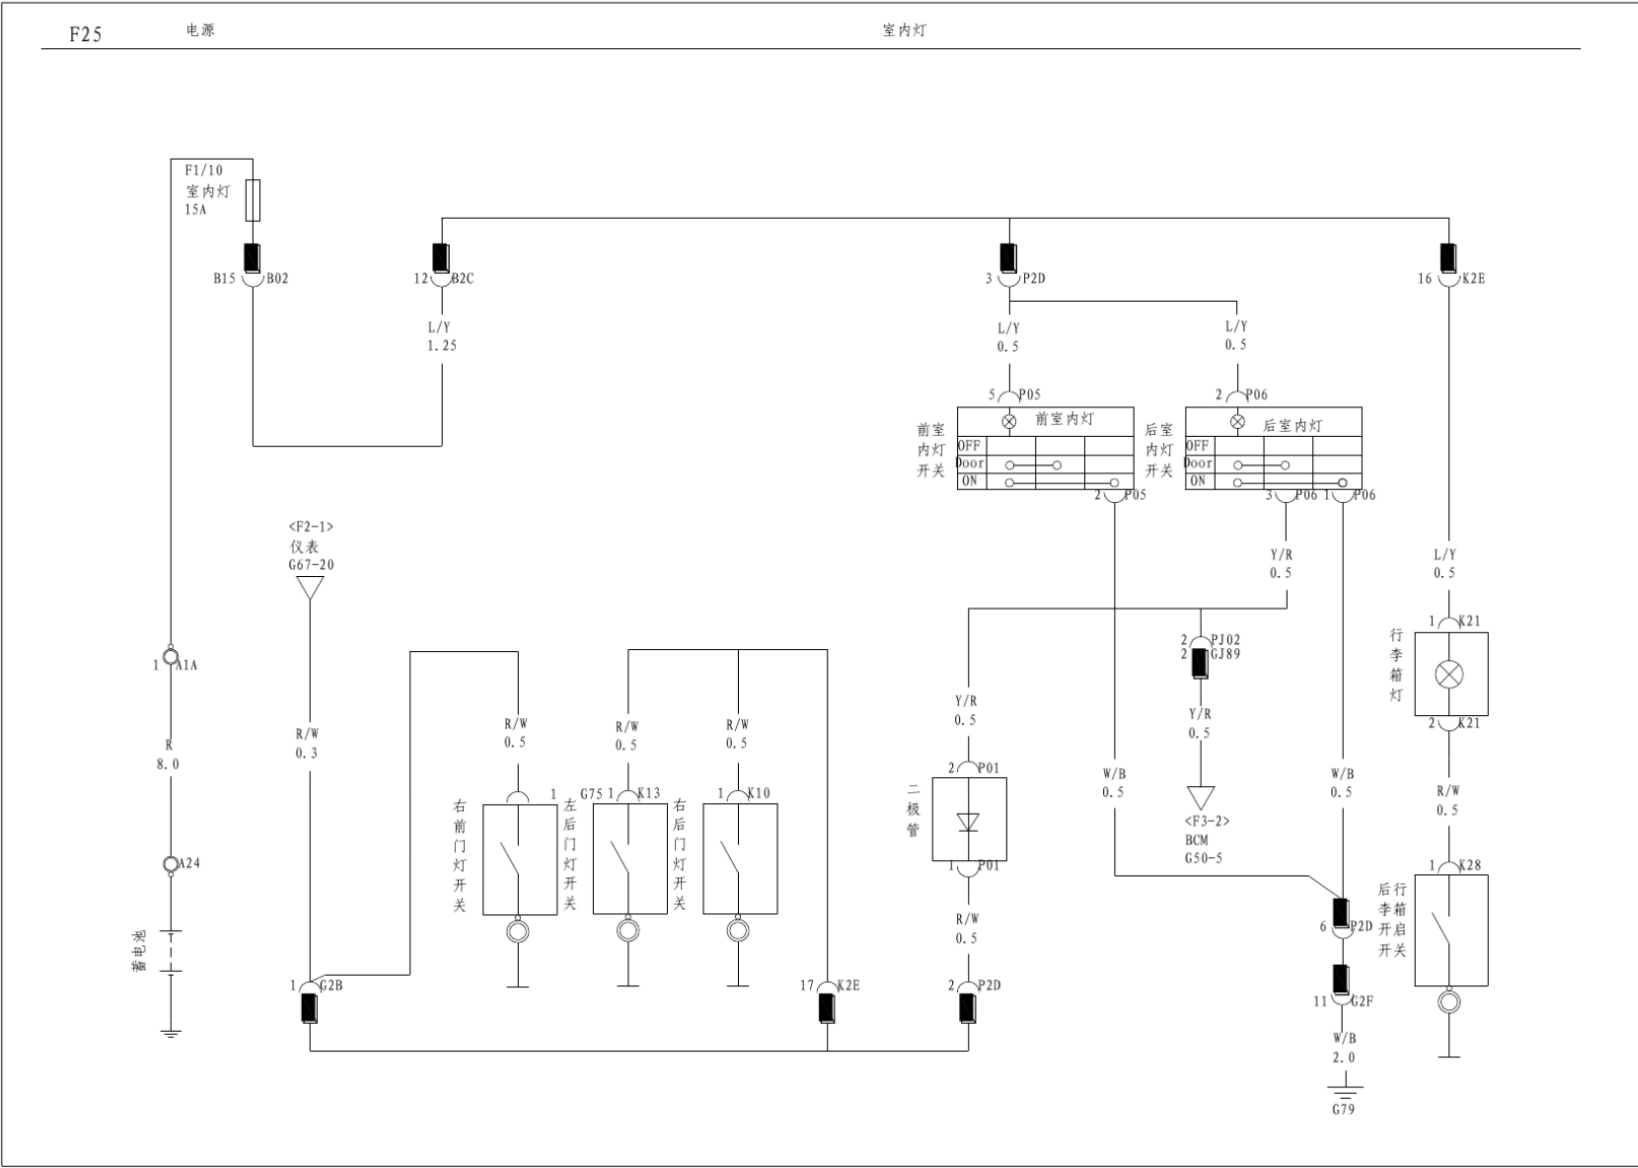 F25
电源
室内灯
F1/10
室内灯
15A
B15 B02
12 B2C
3 P2D
16 K2E
L/Y
1.25
L/Y
0.5
L/Y
0.5
5 P05
2 P06
前室内灯开关
前室内灯
OFF
Door
ON
后室内灯开关
后室内灯
OFF
Door
ON
2 P05
3 P06
1 P06
<F2-1>
仪表
G67-20
Y/R
0.5
L/Y
0.5
1 K21
行李箱灯
2 K21
2 PJ02
2 GJ89
1 A1A
R
8.0
R/W
0.3
R/W
0.5
R/W
0.5
R/W
0.5
Y/R
0.5
Y/R
0.5
W/B
0.5
W/B
0.5
R/W
0.5
2 P01
二极管
1 P01
<F3-2>
BCM
G50-5
1 G75
1 K13
1 K10
右前门灯开关
左后门灯开关
右后门灯开关
A24
蓄电池
R/W
0.5
1 K28
后行李箱开启开关
6 P2D
1 G2B
17 K2E
2 P2D
11 G2F
W/B
2.0
G79